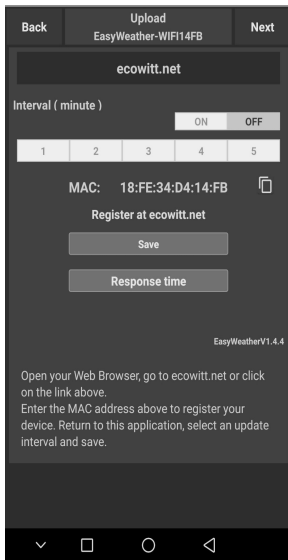 Back
Upload
EasyWeather-WIFI14FB
Next
ecowitt.net
Interval ( minute )
ON OFF
1 2 3 4 5
MAC: 18:FE:34:D4:14:FB
Register at ecowitt.net
Save
Response time
EasyWeatherV1.4.4
Open your Web Browser, go to ecowitt.net or click
on the link above.
Enter the MAC address above to register your
device. Return to this application, select an update
interval and save.